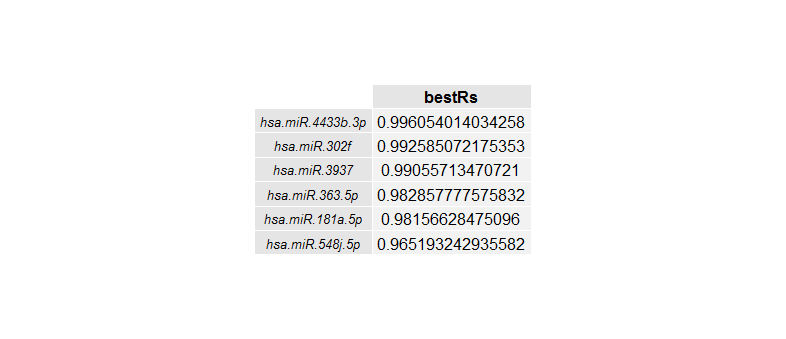 bestRs
hsa.miR.4433b.3p 0.996054014034258
hsa.miR.302f 0.992585072175353
hsa.miR.3937 0.99055713470721
hsa.miR.363.5p 0.982857777575832
hsa.miR.181a.5p 0.98156628475096
hsa.miR.548j.5p 0.965193242935582